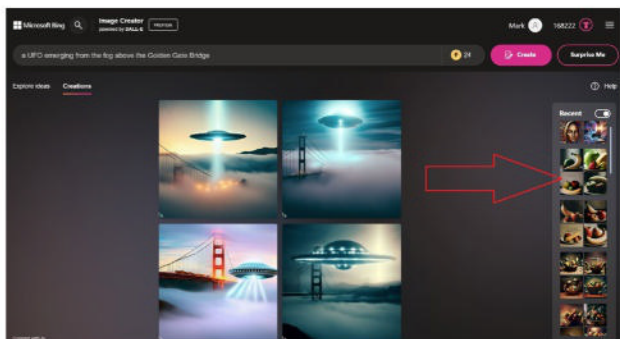 Microsoft Bing
Image Creator
powered by DALL-E
PREVIEW
Mark
168222
a UFO emerging from the fog above the Golden Gate Bridge
24
Create
Surprise Me
Explore ideas
Creations
Help
Recent